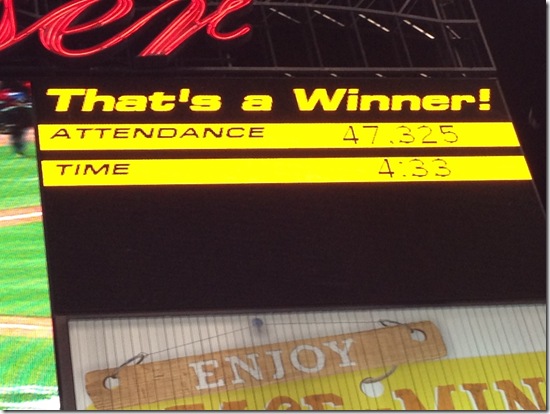 That's a Winner!
ATTENDANCE 47,325
TIME 4:33
ENJOY